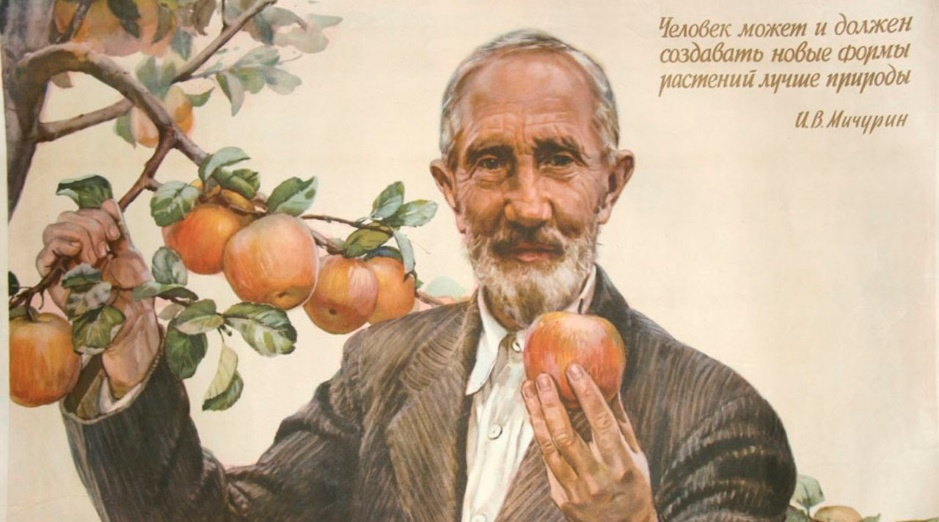 Человек может и должен
создавать новые формы
растений лучше природы
И.В. Мичурин